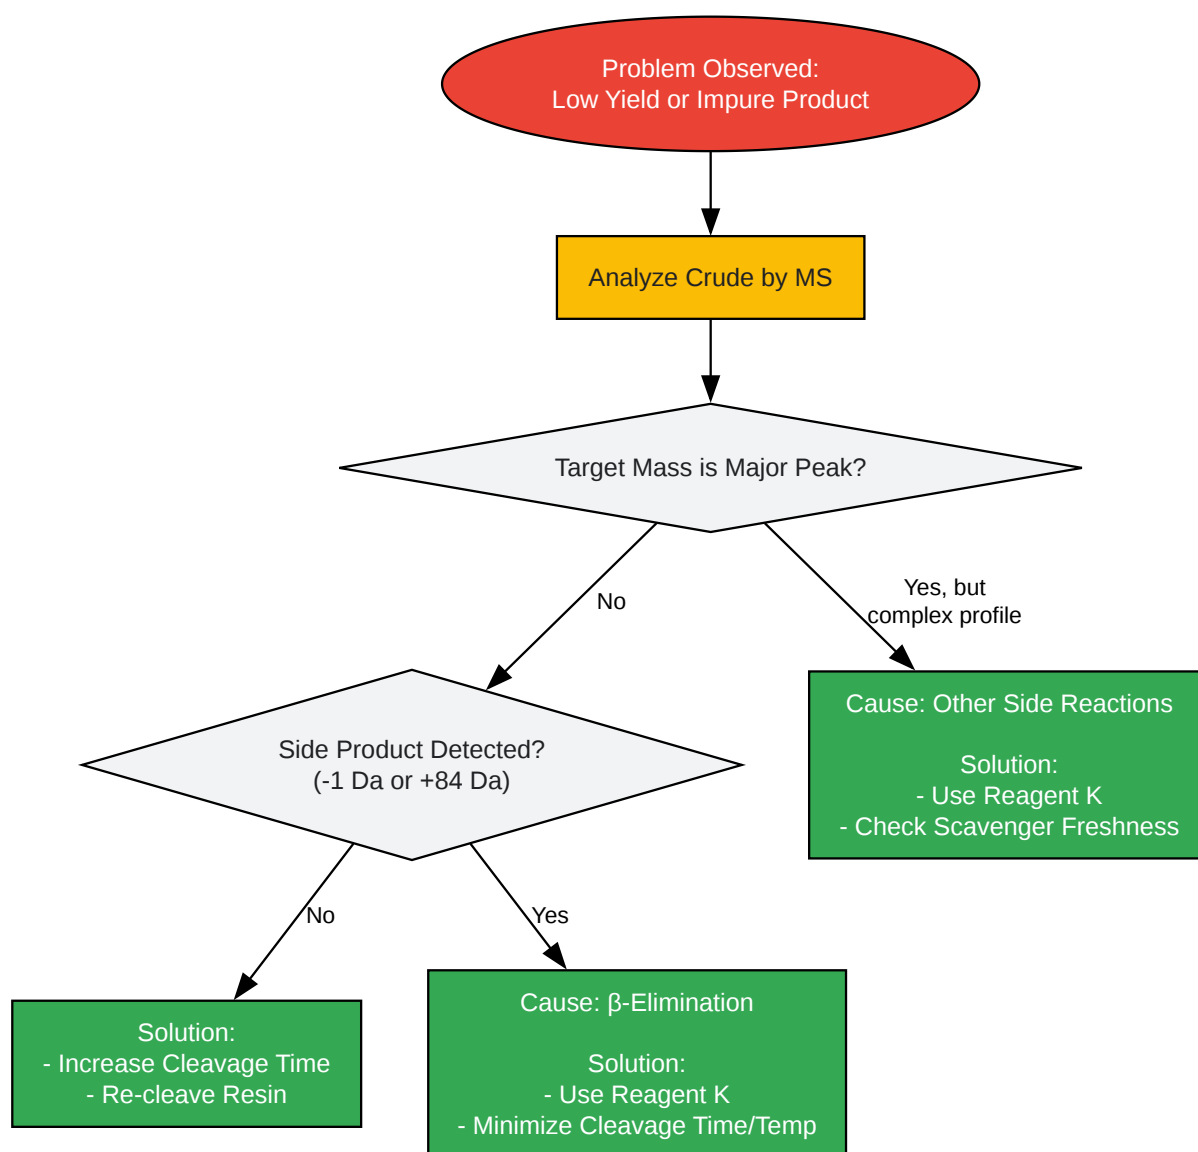 Problem Observed:
Low Yield or Impure Product
Analyze Crude by MS
Target Mass is Major Peak?
No
Yes, but
complex profile
Side Product Detected?
(-1 Da or +84 Da)
Cause: Other Side Reactions
Solution:
- Use Reagent K
- Check Scavenger Freshness
No
Yes
Solution:
- Increase Cleavage Time
- Re-cleave Resin
Cause: β-Elimination
Solution:
- Use Reagent K
- Minimize Cleavage Time/Temp